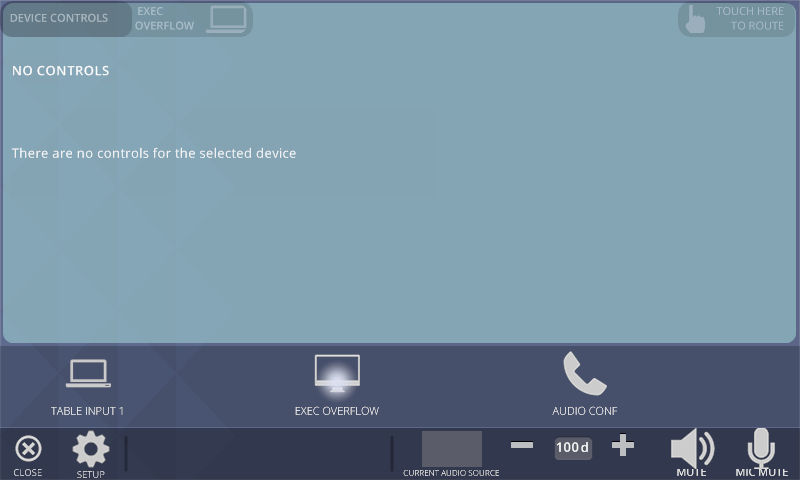 DEVICE CONTROLS
EXEC
OVERFLOW
TOUCH HERE
TO ROUTE
NO CONTROLS
There are no controls for the selected device
TABLE INPUT 1
EXEC OVERFLOW
AUDIO CONF
CLOSE
SETUP
CURRENT AUDIO SOURCE
100d
MUTE
MIC MUTE